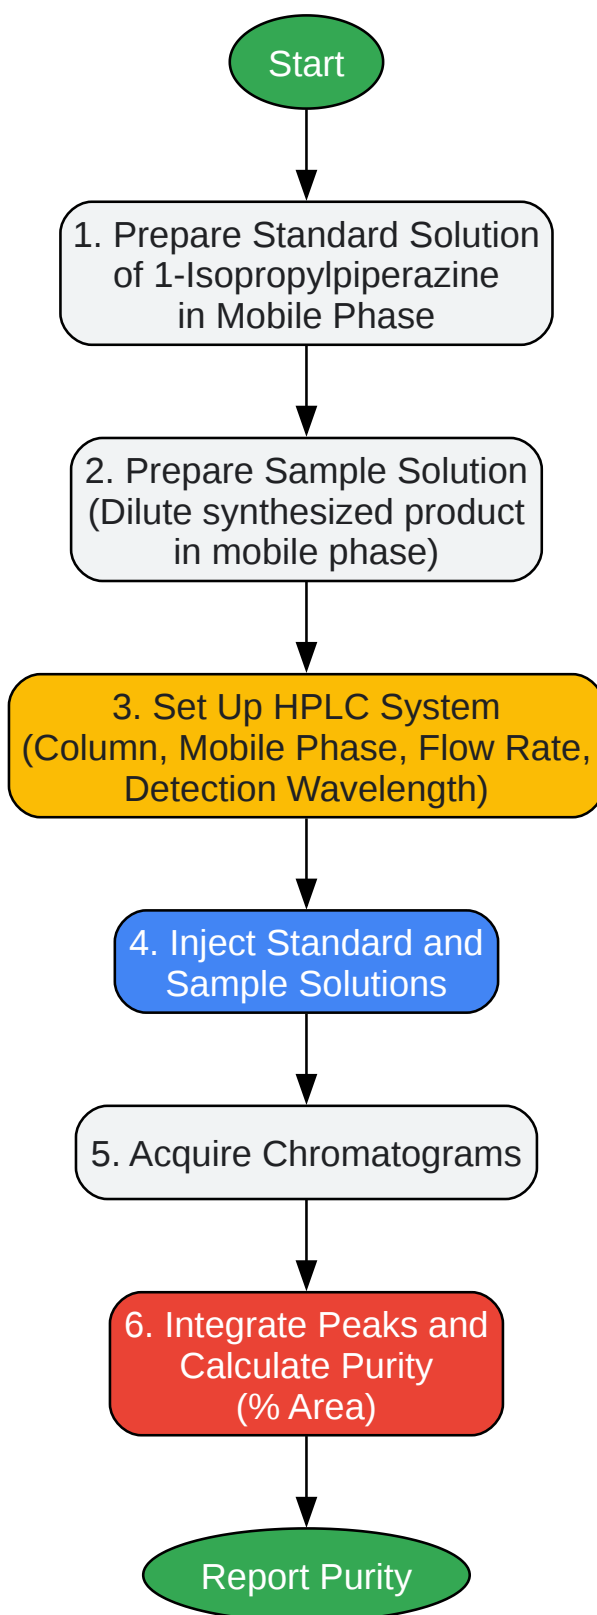 Start
1. Prepare Standard Solution
of 1-Isopropylpiperazine
in Mobile Phase
2. Prepare Sample Solution
(Dilute synthesized product
in mobile phase)
3. Set Up HPLC System
(Column, Mobile Phase, Flow Rate,
Detection Wavelength)
4. Inject Standard and
Sample Solutions
5. Acquire Chromatograms
6. Integrate Peaks and
Calculate Purity
(% Area)
Report Purity